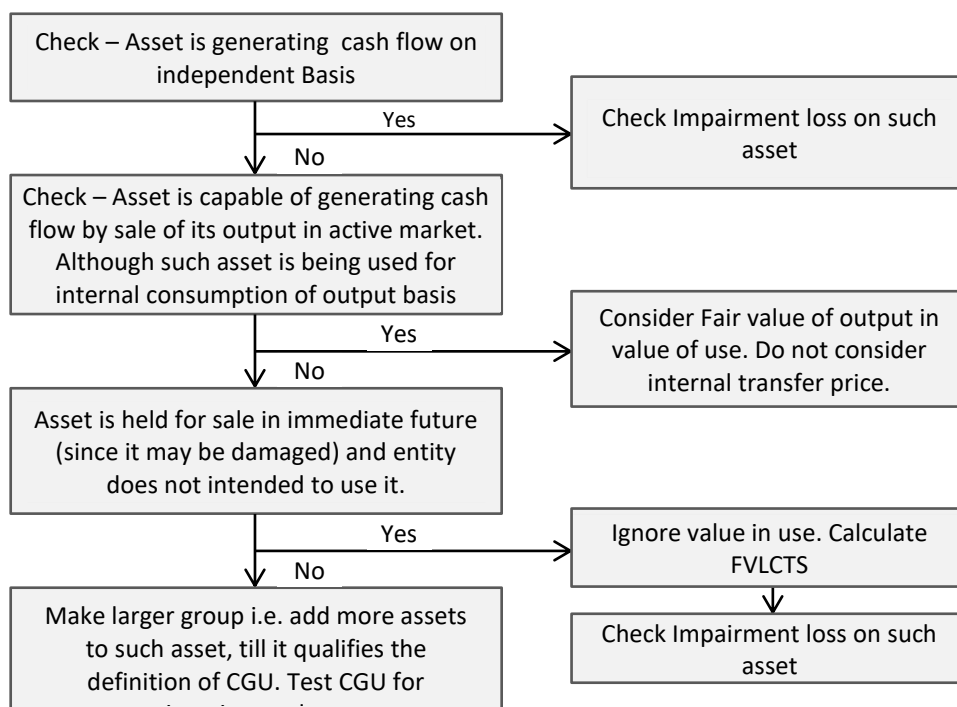 Check – Asset is generating cash flow on
independent Basis
Yes
Check Impairment loss on such
asset
No
Check – Asset is capable of generating cash
flow by sale of its output in active market.
Although such asset is being used for
internal consumption of output basis
Yes
Consider Fair value of output in
value of use. Do not consider
internal transfer price.
No
Asset is held for sale in immediate future
(since it may be damaged) and entity
does not intended to use it.
Yes
Ignore value in use. Calculate
FVLCTS
No
Check Impairment loss on such
asset
Make larger group i.e. add more assets
to such asset, till it qualifies the
definition of CGU. Test CGU for